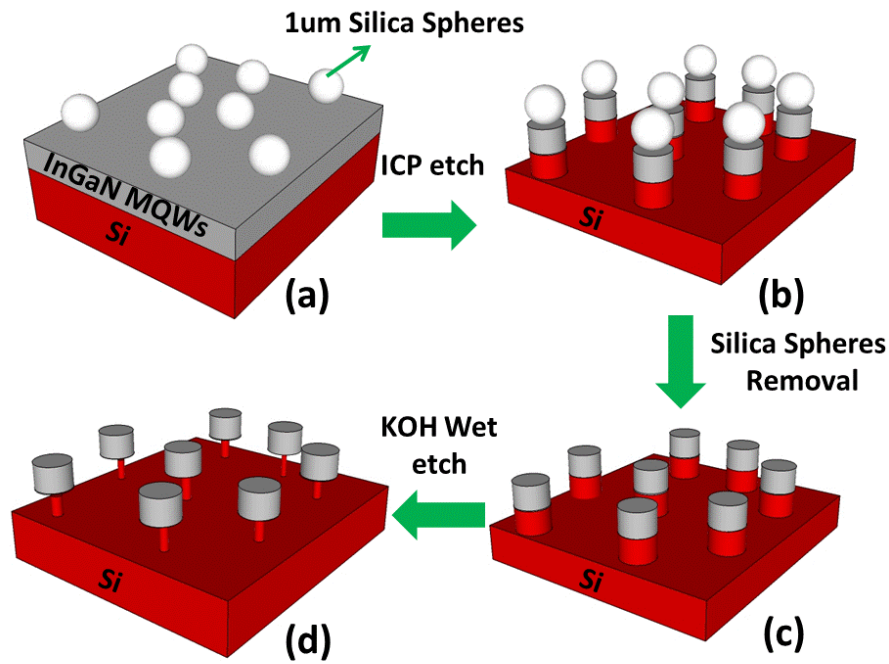 1um Silica Spheres
InGaN MQWs
Si
(a)
ICP etch
Si
(b)
Silica Spheres
Removal
Si
(c)
KOH Wet
etch
Si
(d)